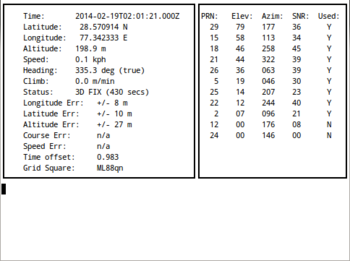 Time: 2014-02-19T02:01:21.000Z
Latitude: 28.570914 N
Longitude: 77.342333 E
Altitude: 198.9 m
Speed: 0.1 kph
Heading: 335.3 deg (true)
Climb: 0.0 m/min
Status: 3D FIX (430 secs)
Longitude Err: +/- 8 m
Latitude Err: +/- 10 m
Altitude Err: +/- 27 m
Course Err: n/a
Speed Err: n/a
Time offset: 0.983
Grid Square: ML88qn
PRN: Elev: Azim: SNR: Used:
29 79 177 36 Y
15 58 113 34 Y
18 46 258 45 Y
21 44 322 39 Y
26 36 063 39 Y
5 19 046 30 Y
25 14 207 23 Y
22 12 244 40 Y
2 07 096 21 Y
12 00 176 08 N
24 00 146 00 N